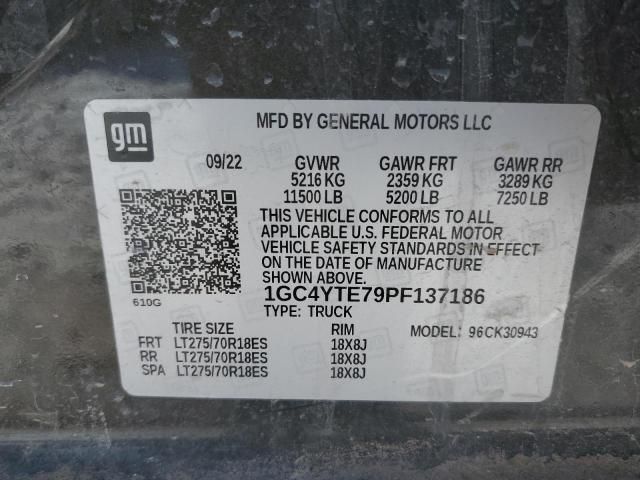 gm
MFD BY GENERAL MOTORS LLC
09/22 GVWR GAWR FRT GAWR RR
5216 KG 2359 KG 3289 KG
11500 LB 5200 LB 7250 LB
THIS VEHICLE CONFORMS TO ALL
APPLICABLE U.S. FEDERAL MOTOR
VEHICLE SAFETY STANDARDS IN EFFECT
ON THE DATE OF MANUFACTURE
SHOWN ABOVE.
610G
1GC4YTE79PF137186
TYPE: TRUCK
TIRE SIZE RIM MODEL: 96CK30943
FRT LT275/70R18ES 18X8J
RR LT275/70R18ES 18X8J
SPA LT275/70R18ES 18X8J